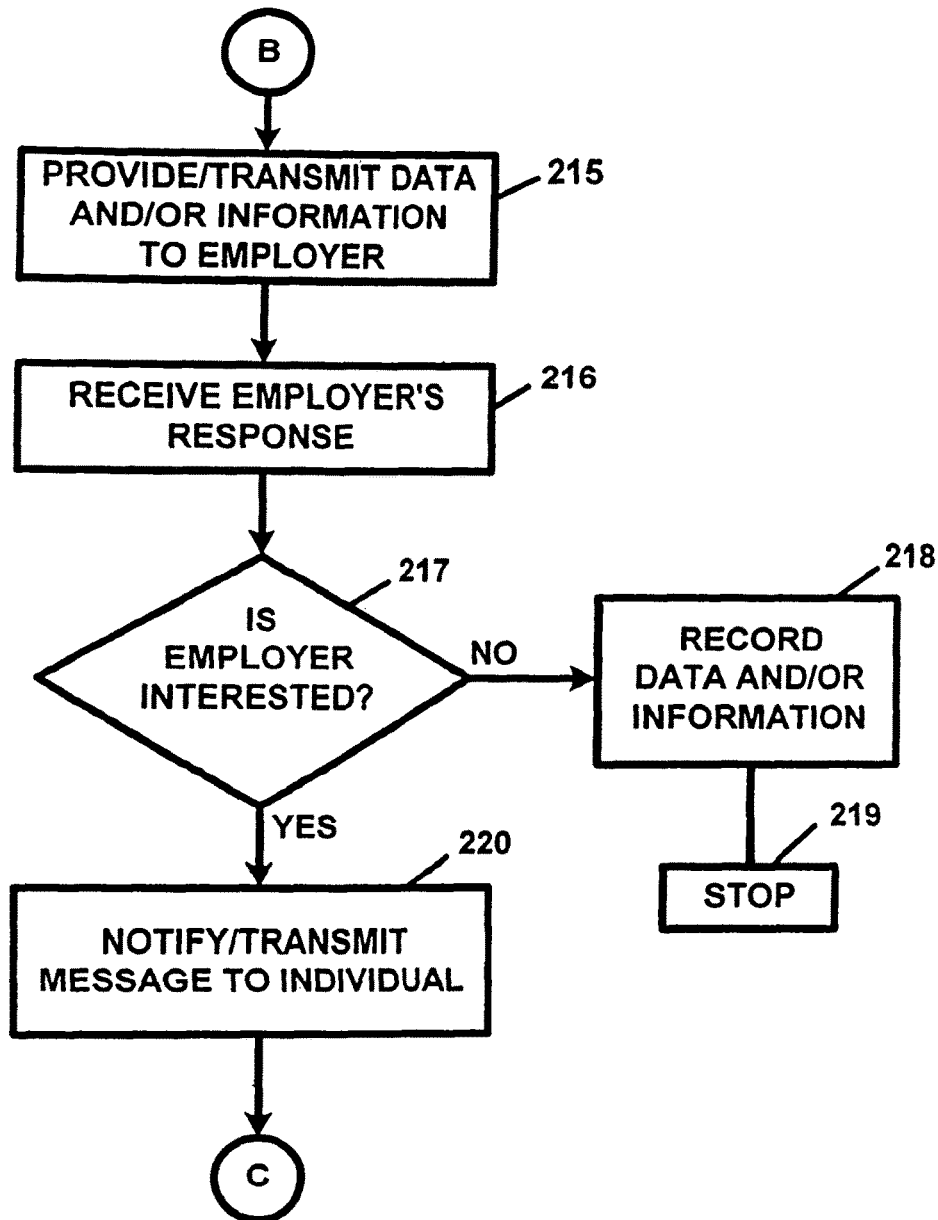 B
PROVIDE/TRANSMIT DATA
AND/OR INFORMATION
TO EMPLOYER
215
RECEIVE EMPLOYER'S
RESPONSE
216
IS
EMPLOYER
INTERESTED?
217
NO
RECORD
DATA AND/OR
INFORMATION
218
STOP
219
YES
NOTIFY/TRANSMIT
MESSAGE TO INDIVIDUAL
220
C